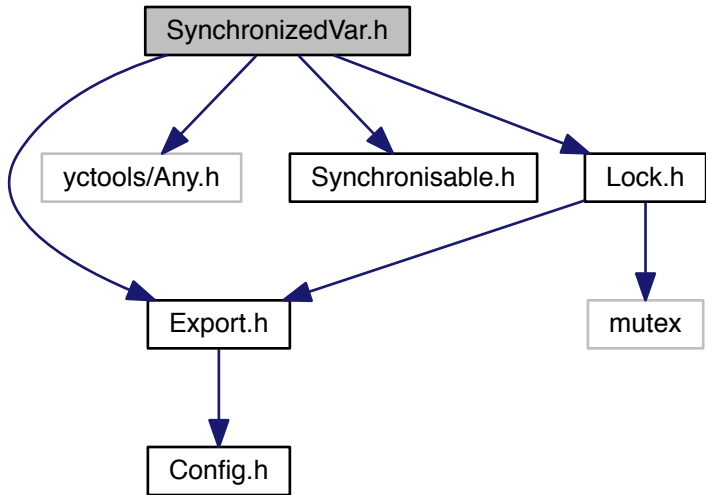 SynchronizedVar.h
yctools/Any.h
Synchronisable.h
Lock.h
Export.h
mutex
Config.h